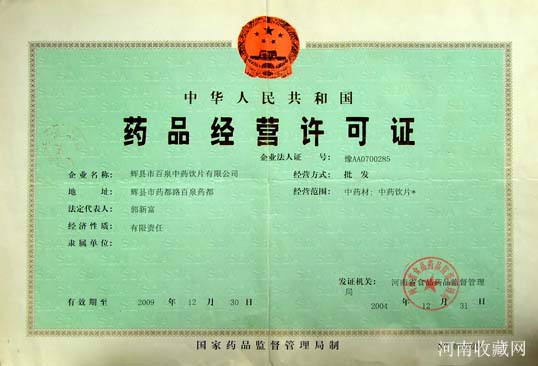 中华人民共和国
药品经营许可证
企业法人证 号： 豫AA0700285
企业名称： 辉县市百泉中药饮片有限公司
经营方式： 批发
地 址： 辉县市药都路百泉药都
经营范围： 中药材；中药饮片*
法定代表人： 郭新富
经济性质： 有限责任
隶属单位：
发证机关： 河南省食品药品监督管理局
有效期至 2009 年 12 月 30 日
2004 年 12 月 31 日
国家药品监督管理局制
河南收藏网